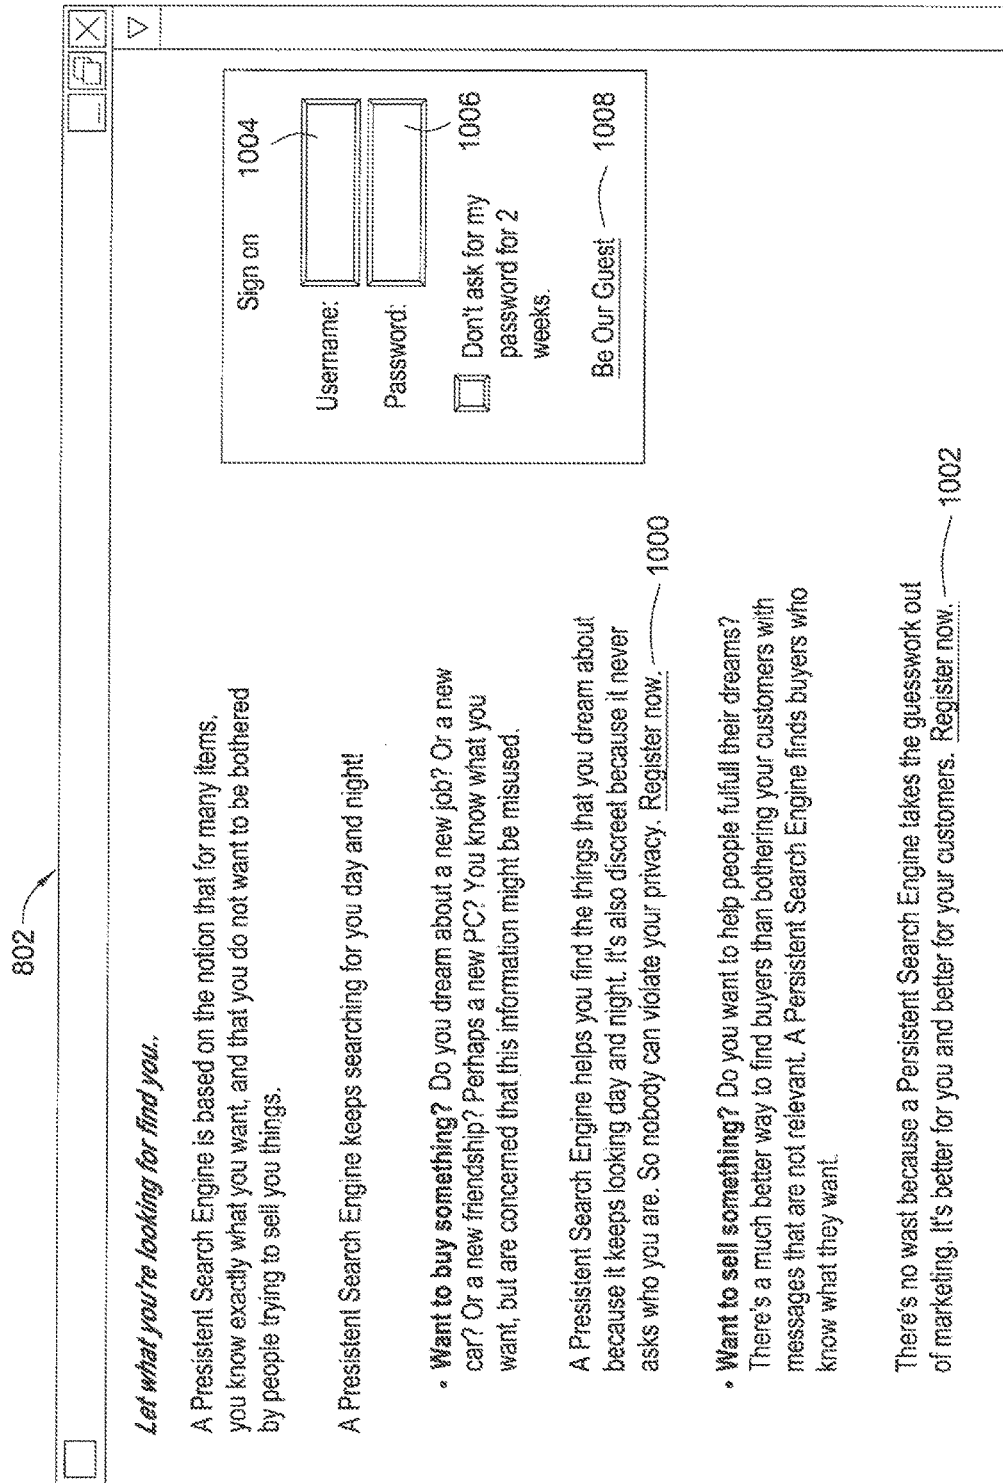 802
Let what you're looking for find you..
A Presistent Search Engine is based on the notion that for many items,
you know exactly what you want, and that you do not want to be bothered
by people trying to sell you things.
A Presistent Search Engine keeps searching for you day and night!
• Want to buy something? Do you dream about a new job? Or a new
car? Or a new friendship? Perhaps a new PC? You know what you
want, but are concerned that this information might be misused.
A Presistent Search Engine helps you find the things that you dream about
because it keeps looking day and night. It's also discreet because it never
asks who you are. So nobody can violate your privacy. Register now. 1000
• Want to sell something? Do you want to help people fulfull their dreams?
There's a much better way to find buyers than bothering your customers with
messages that are not relevant. A Persistent Search Engine finds buyers who
know what they want.
There's no wast because a Persistent Search Engine takes the guesswork out
of marketing. It's better for you and better for your customers. Register now. 1002
Sign on 1004
Username:
Password:
1006
Don't ask for my
password for 2
weeks.
Be Our Guest 1008